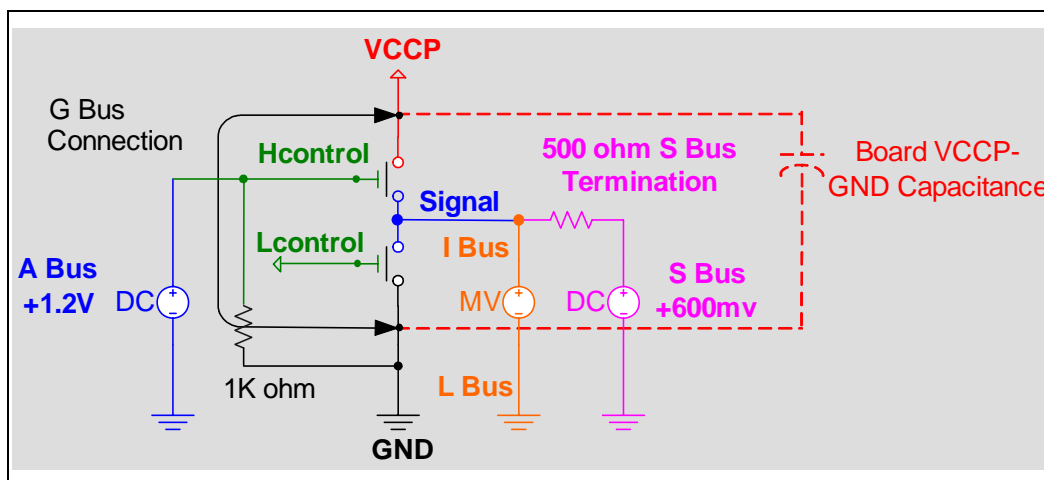 VCCP
G Bus
Connection
Hcontrol
500 ohm S Bus
Termination
Board VCCP-
GND Capacitance
Signal
Lcontrol
I Bus
A Bus
+1.2V
DC
MV
DC
S Bus
+600mv
1K ohm
L Bus
GND